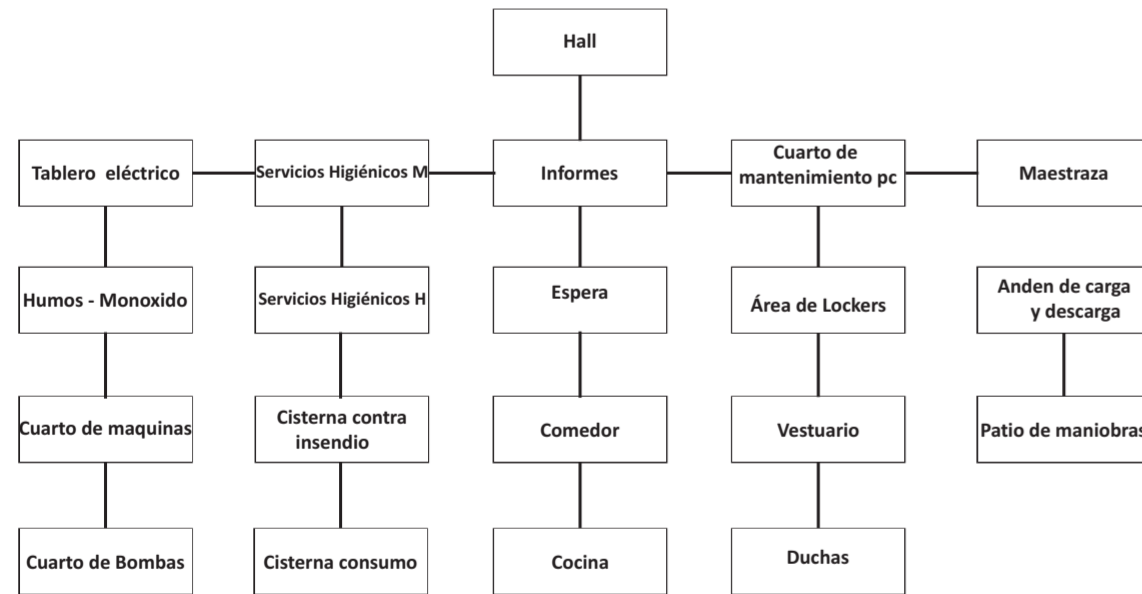 Hall
Tablero eléctrico
Servicios Higiénicos M
Informes
Cuarto de
mantenimiento pc
Maestraza
Humos - Monoxido
Servicios Higiénicos H
Espera
Área de Lockers
Anden de carga
y descarga
Cuarto de maquinas
Cisterna contra
insendio
Comedor
Vestuario
Patio de maniobras
Cuarto de Bombas
Cisterna consumo
Cocina
Duchas